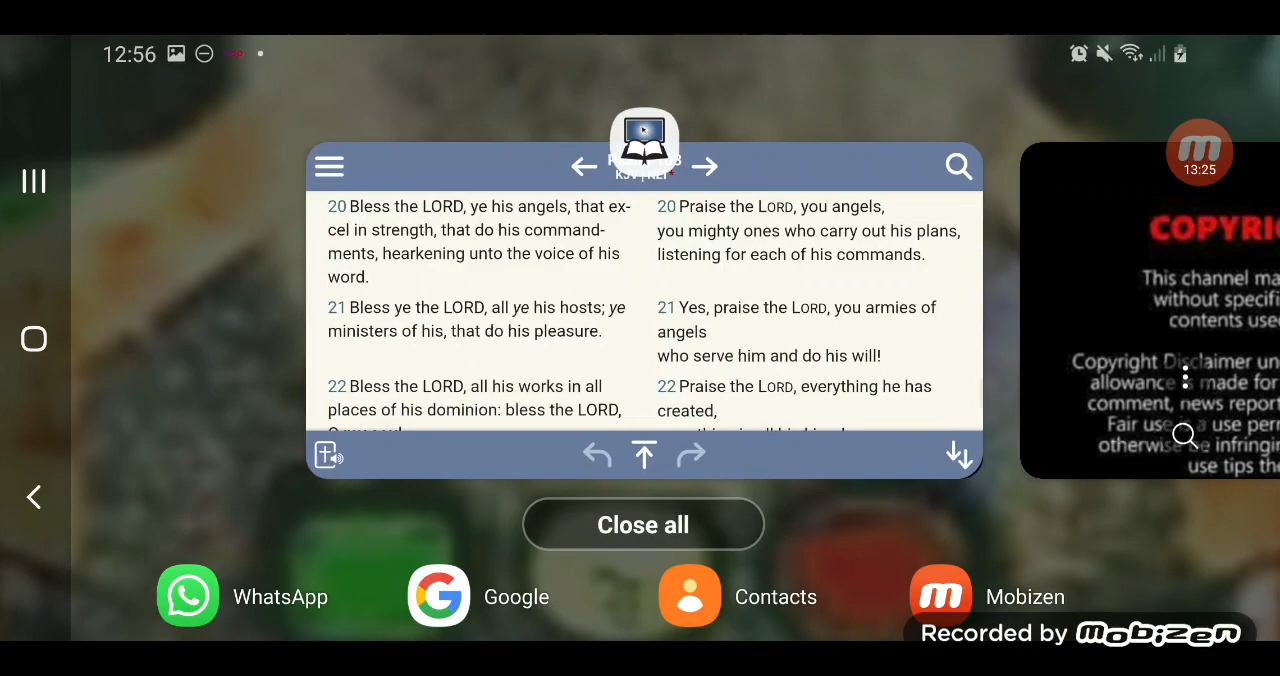 12:56
13:25
KJV | NET*
20 Bless the LORD, ye his angels, that ex-
cel in strength, that do his command-
ments, hearkening unto the voice of his
word.
21 Bless ye the LORD, all ye his hosts; ye
ministers of his, that do his pleasure.
22 Bless the LORD, all his works in all
places of his dominion: bless the LORD,
20 Praise the LORD, you angels,
you mighty ones who carry out his plans,
listening for each of his commands.
21 Yes, praise the LORD, you armies of
angels
who serve him and do his will!
22 Praise the LORD, everything he has
created,
COPYRI
This channel ma
without specifi
contents use
Copyright Disclaimer un
allowance is made for
comment, news report
Fair use is a use per
otherwise be infringi
use tips the
Close all
WhatsApp
Google
Contacts
Mobizen
Recorded by mobizen